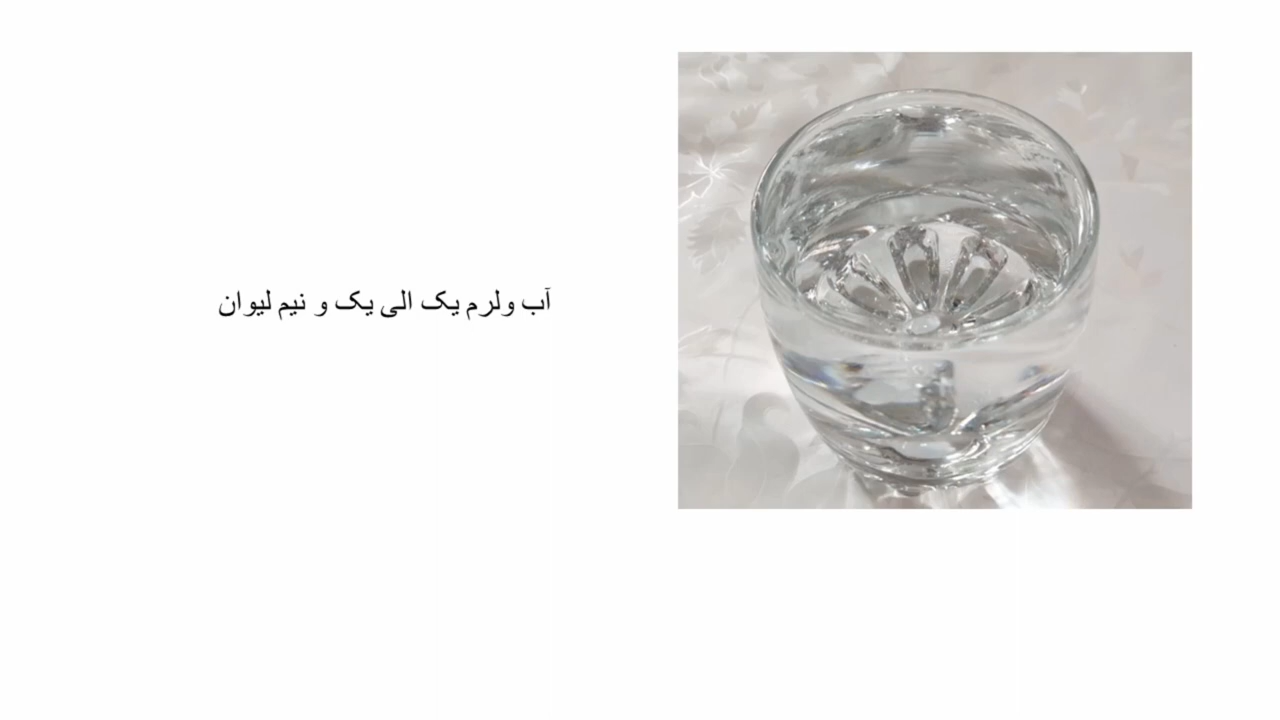 آب ولرم یک الی یک و نیم لیوان